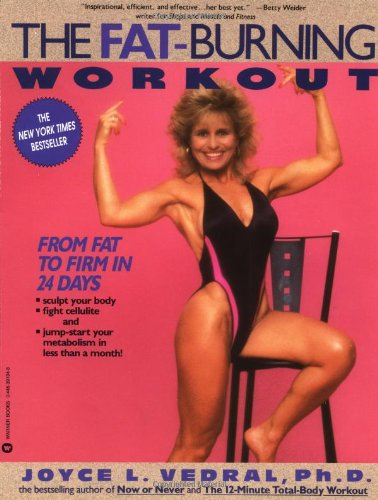 "Inspirational, efficient, and effective...her best yet." —Betty Weider
writer for Shape and Muscle and Fitness
THE FAT-BURNING
WORKOUT
THE
NEW YORK TIMES
BESTSELLER
FROM FAT
TO FIRM IN
24 DAYS
■ sculpt your body
■ fight cellulite
and
■ jump-start your
metabolism in
less than a month!
WARNER BOOKS
JOYCE L. VEDRAL, Ph.D.
the bestselling author of Now or Never and The 12-Minute Total-Body Workout